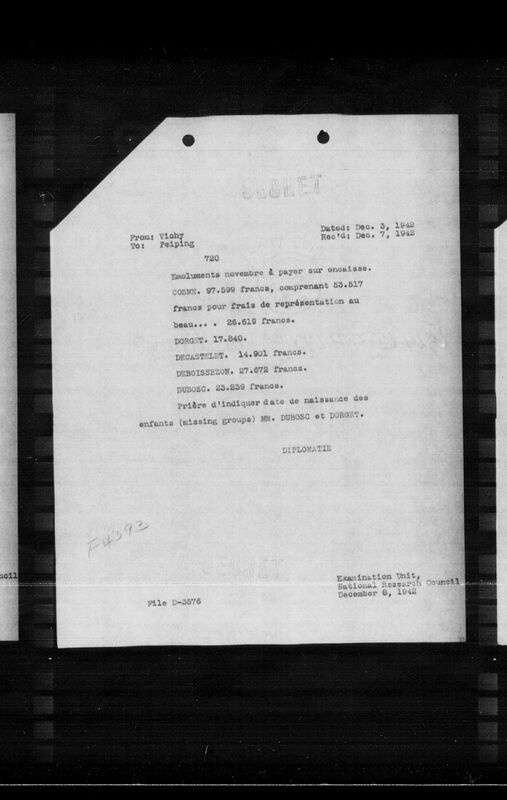 SECRET
From: Vichy
To: Peiping
Dated: Dec. 3, 1942
Rec'd: Dec. 7, 1942
720
Emoluments novembre à payer sur encaisse.
COSME. 97.599 francs, comprenant 53.517
francs pour frais de représentation au
beau... . 26.619 francs.
DORGET. 17.840.
DECASTELET. 14.901 francs.
DEBOISSEZON. 27.672 francs.
DUBOSC. 23.239 francs.
Prière d'indiquer date de naissance des
enfants (missing groups) MM. DUBOSC et DORGET.
DIPLOMATIE
F4393
Examination Unit,
National Research Council
December 8, 1942
File D-3576
ncil